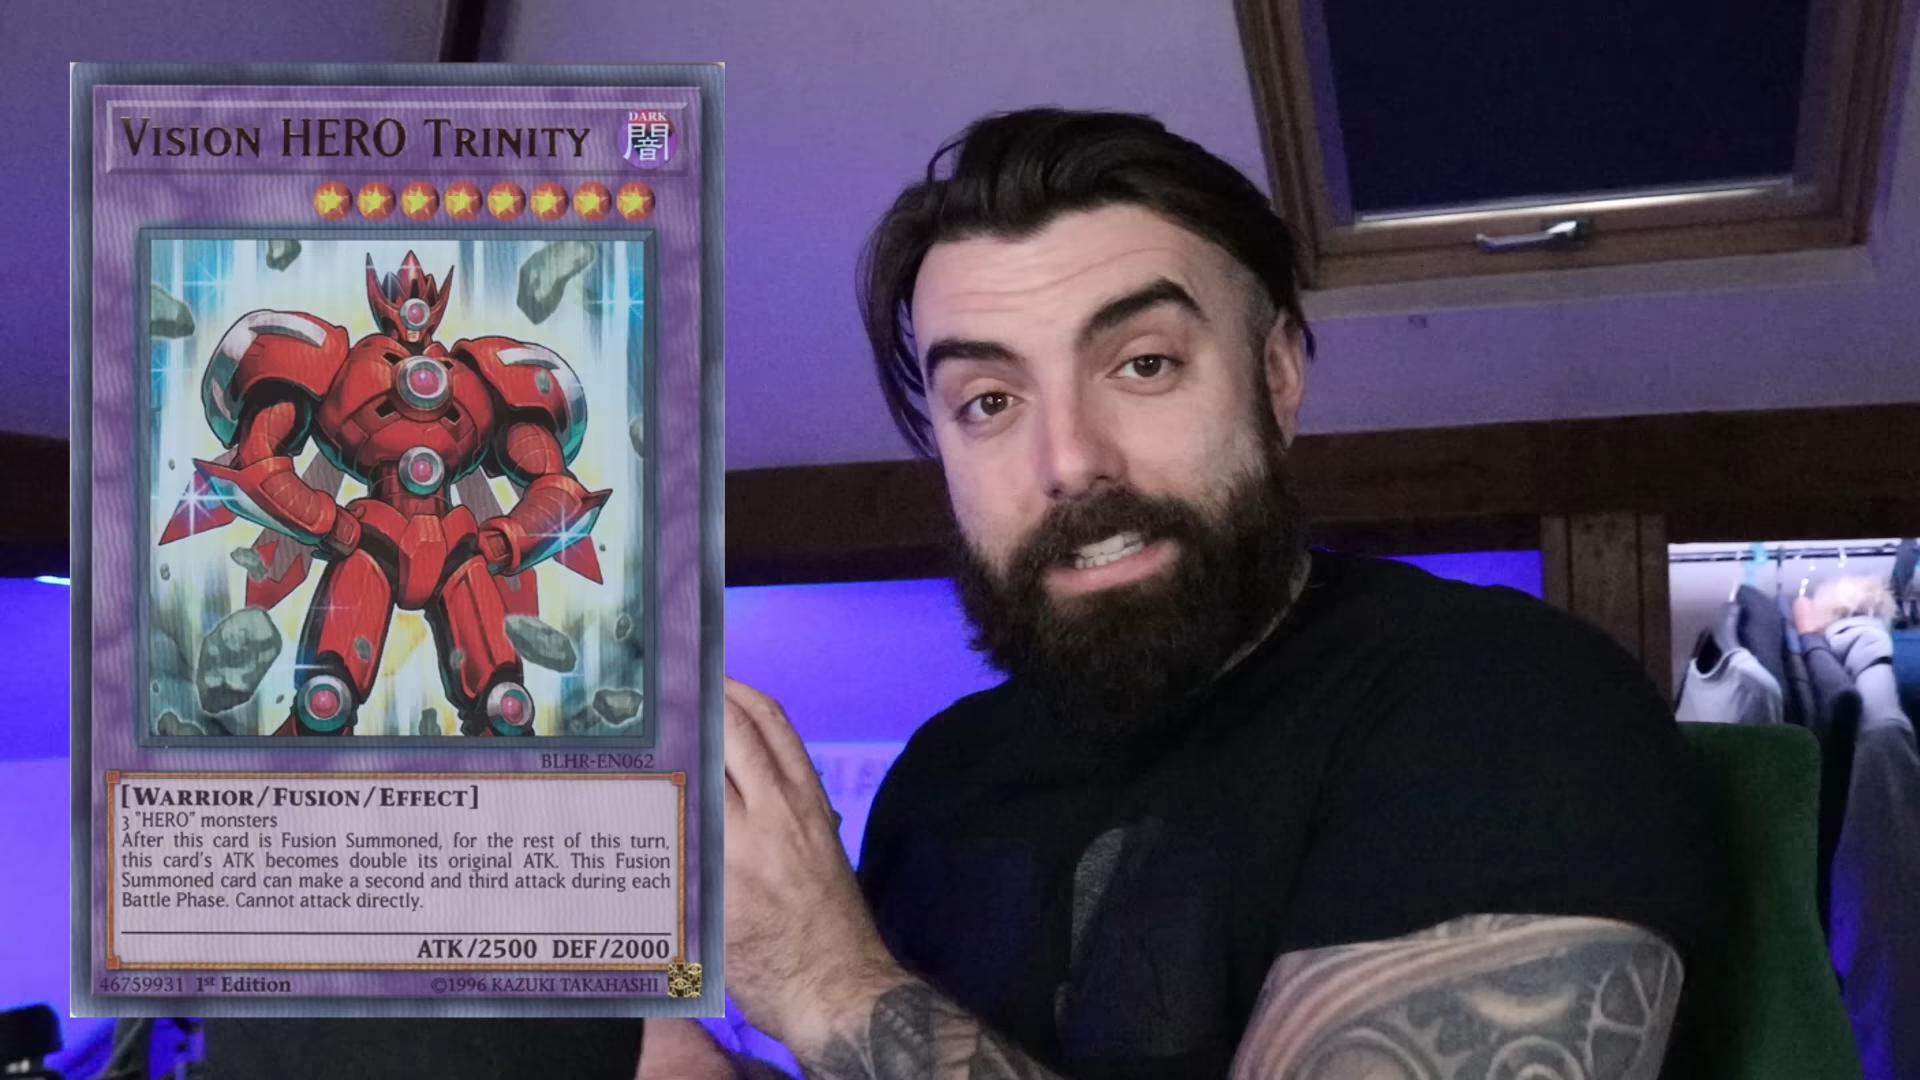 VISION HERO TRINITY
DARK
闇
BLHR-EN062
[WARRIOR/FUSION/EFFECT]
3 "HERO" monsters
After this card is Fusion Summoned, for the rest of this turn,
this card's ATK becomes double its original ATK. This Fusion
Summoned card can make a second and third attack during each
Battle Phase. Cannot attack directly.
ATK/2500 DEF/2000
46759931 1st Edition
©1996 KAZUKI TAKAHASHI